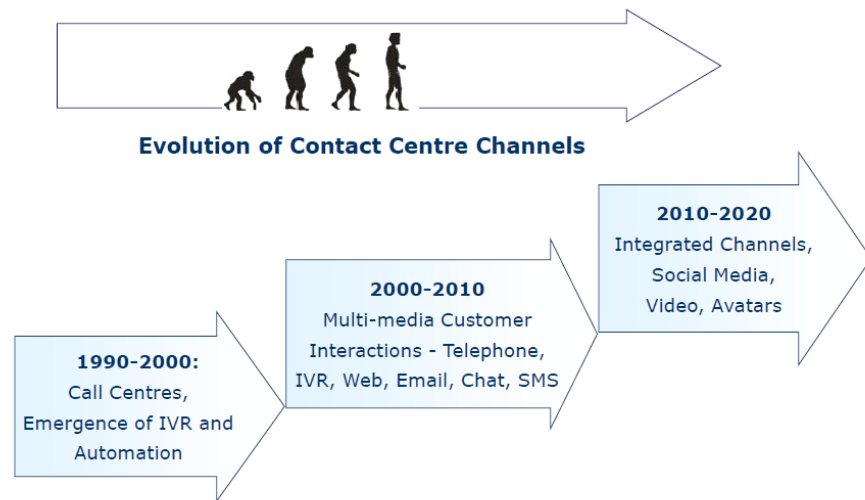 Evolution of Contact Centre Channels
1990-2000:
Call Centres,
Emergence of IVR and
Automation
2000-2010
Multi-media Customer
Interactions - Telephone,
IVR, Web, Email, Chat, SMS
2010-2020
Integrated Channels,
Social Media,
Video, Avatars